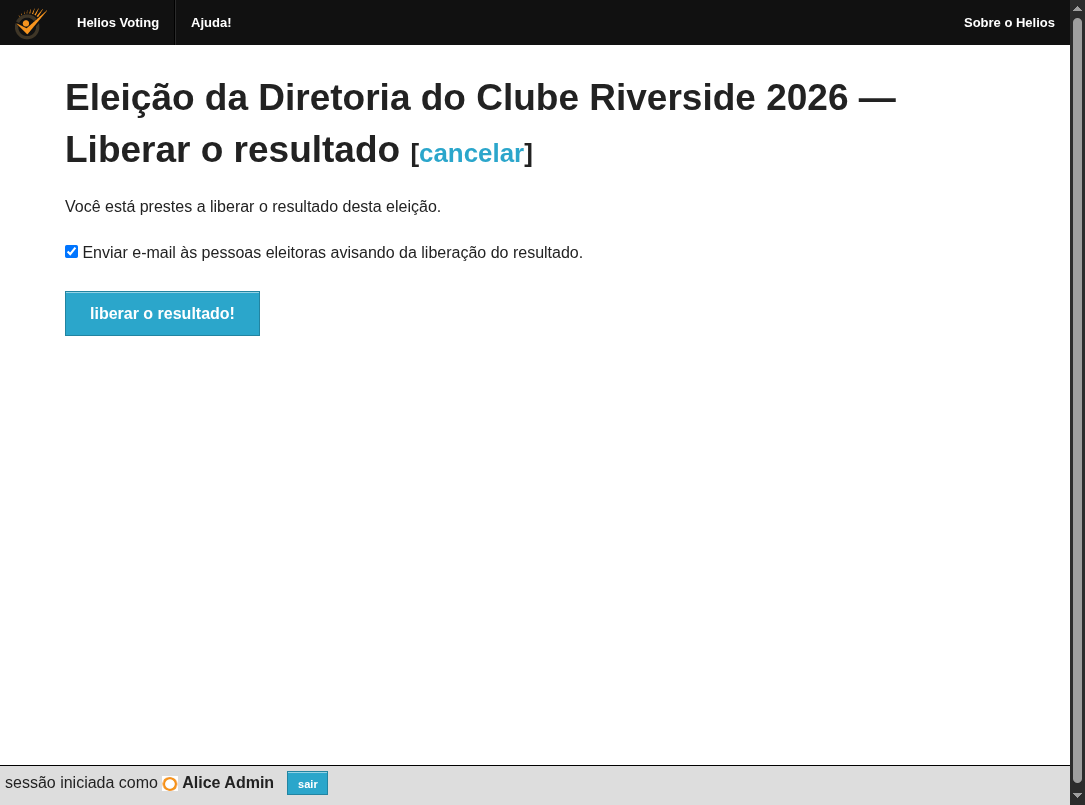 Helios Voting
Ajuda!
Sobre o Helios
Eleição da Diretoria do Clube Riverside 2026 —
Liberar o resultado [cancelar]
Você está prestes a liberar o resultado desta eleição.
Enviar e-mail às pessoas eleitoras avisando da liberação do resultado.
liberar o resultado!
sessão iniciada como Alice Admin sair